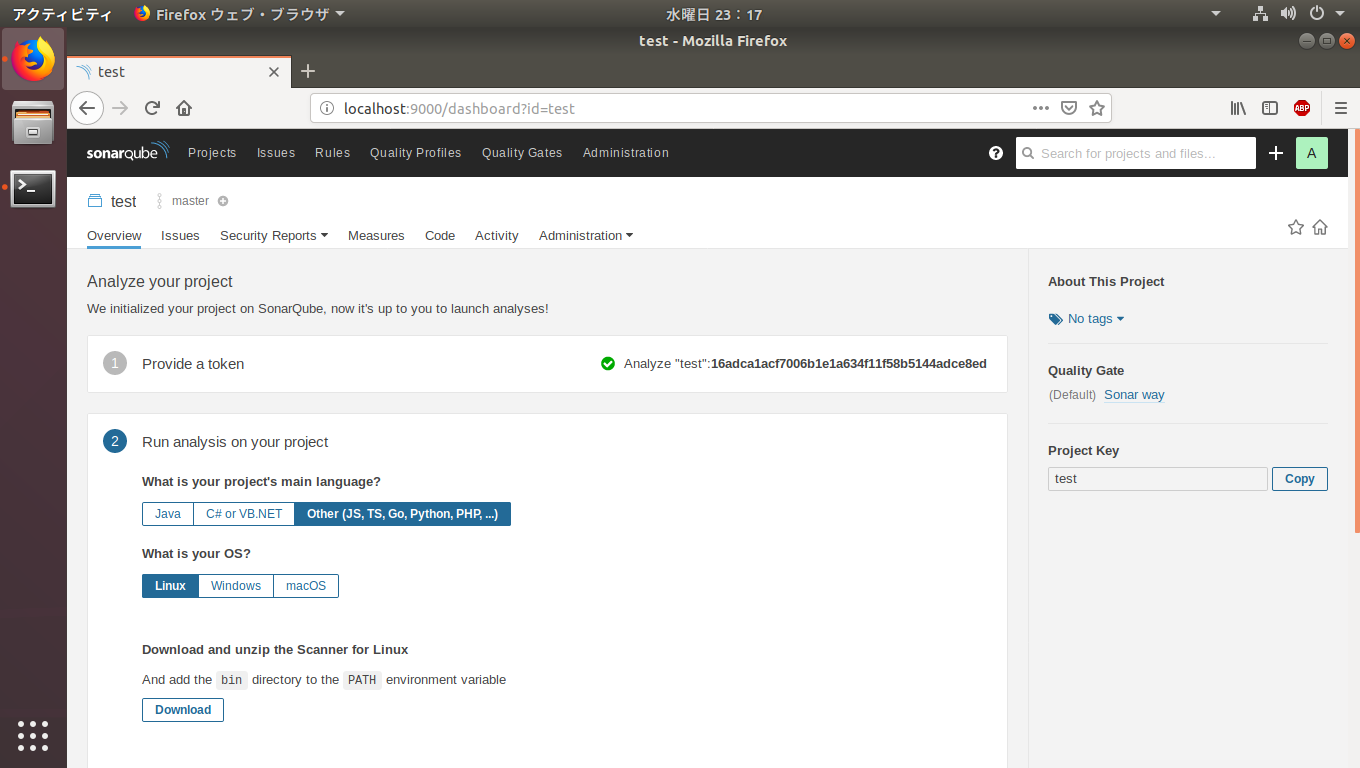 アクティビティ Firefox ウェブ・ブラウザ 水曜日 23：17
test - Mozilla Firefox
test
localhost:9000/dashboard?id=test ABP
sonarqube Projects Issues Rules Quality Profiles Quality Gates Administration ? Search for projects and files... A
test master
Overview Issues Security Reports Measures Code Activity Administration
Analyze your project
We initialized your project on SonarQube, now it's up to you to launch analyses!
1 Provide a token Analyze "test":16adca1acf7006b1e1a634f11f58b5144adce8ed
2 Run analysis on your project
What is your project's main language?
Java C# or VB.NET Other (JS, TS, Go, Python, PHP, ...)
What is your OS?
Linux Windows macOS
Download and unzip the Scanner for Linux
And add the bin directory to the PATH environment variable
Download
About This Project
No tags
Quality Gate
(Default) Sonar way
Project Key
test Copy